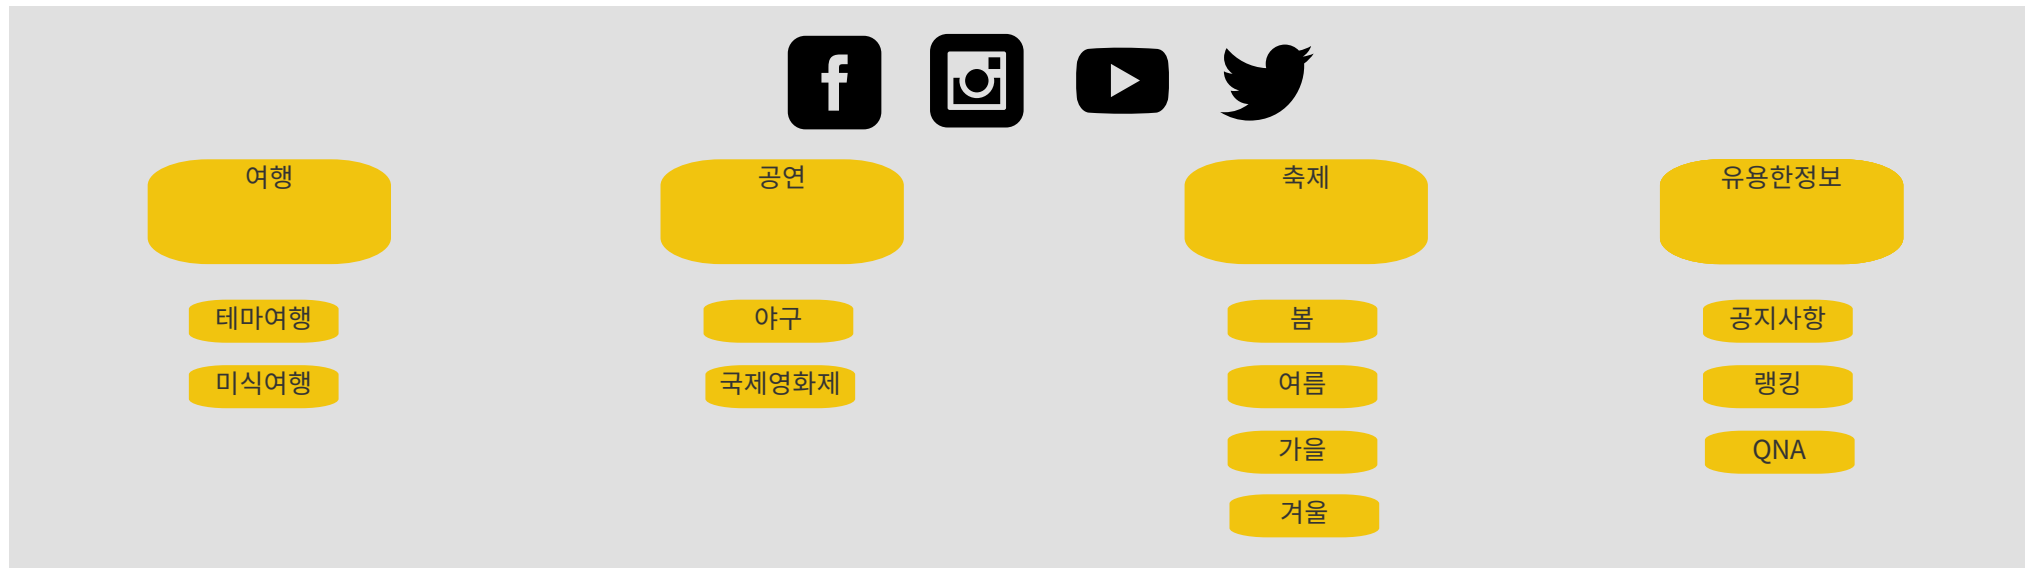 여행
공연
축제
유용한정보
테마여행
야구
봄
공지사항
미식여행
국제영화제
여름
랭킹
가을
QNA
겨울